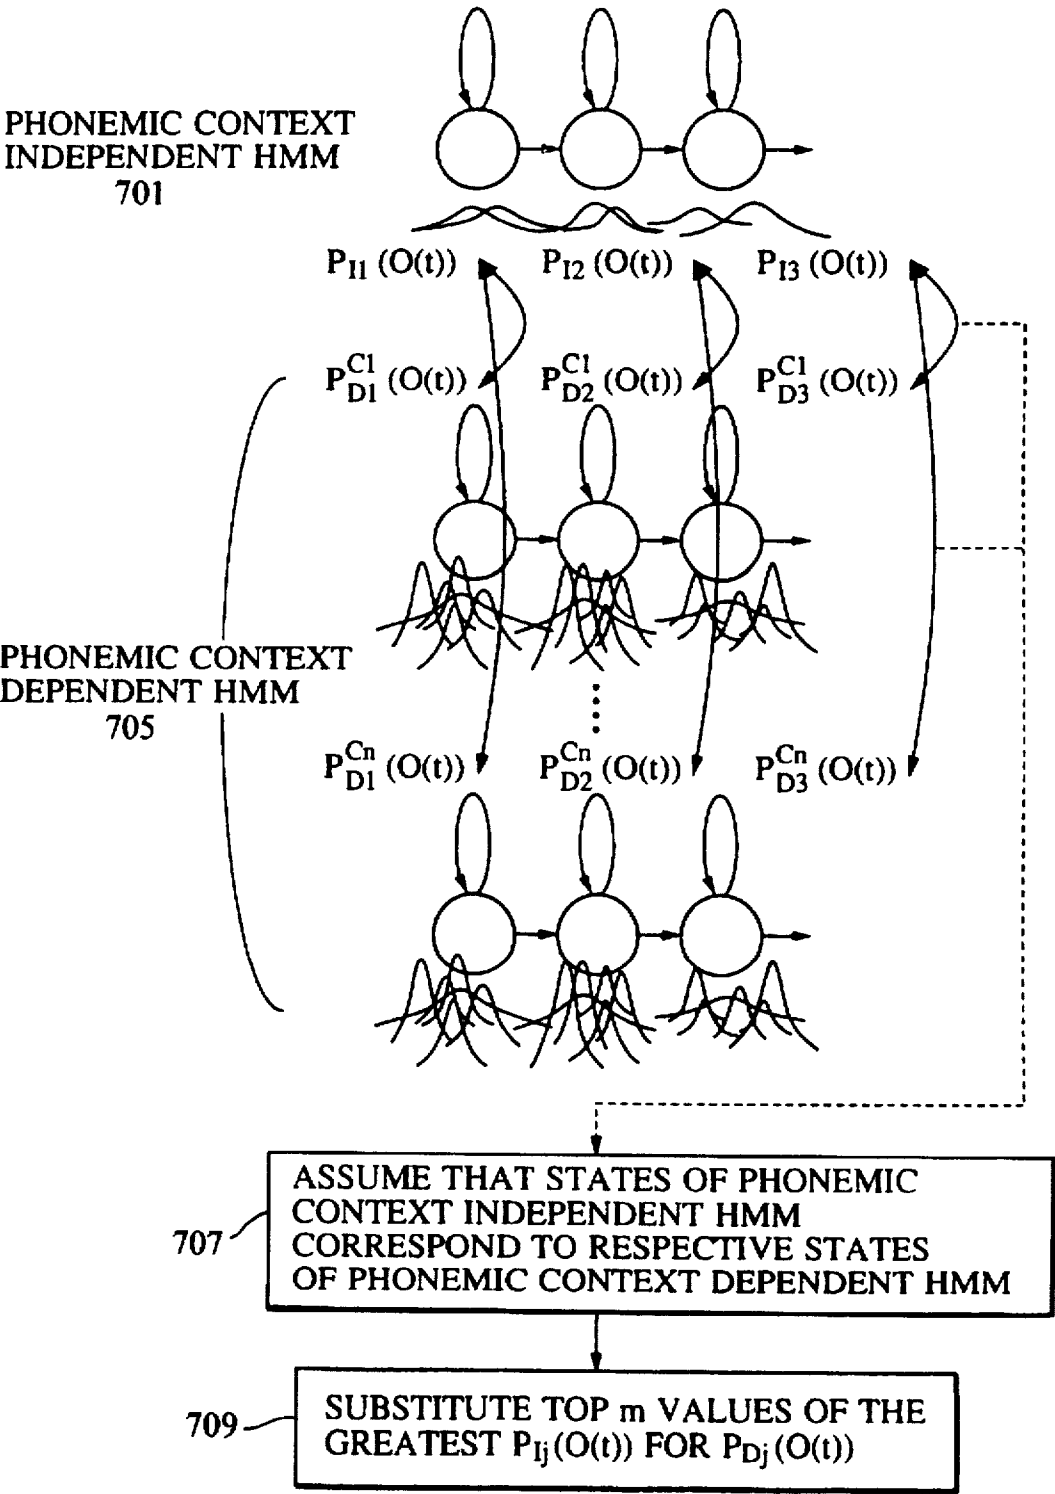 PHONEMIC CONTEXT
INDEPENDENT HMM
701
P_I1 (O(t)) P_I2 (O(t)) P_I3 (O(t))
P_D1^C1 (O(t)) P_D2^C1 (O(t)) P_D3^C1 (O(t))
PHONEMIC CONTEXT
DEPENDENT HMM
705
P_D1^Cn (O(t)) P_D2^Cn (O(t)) P_D3^Cn (O(t))
707
ASSUME THAT STATES OF PHONEMIC
CONTEXT INDEPENDENT HMM
CORRESPOND TO RESPECTIVE STATES
OF PHONEMIC CONTEXT DEPENDENT HMM
709
SUBSTITUTE TOP m VALUES OF THE
GREATEST P_Ij (O(t)) FOR P_Dj (O(t))